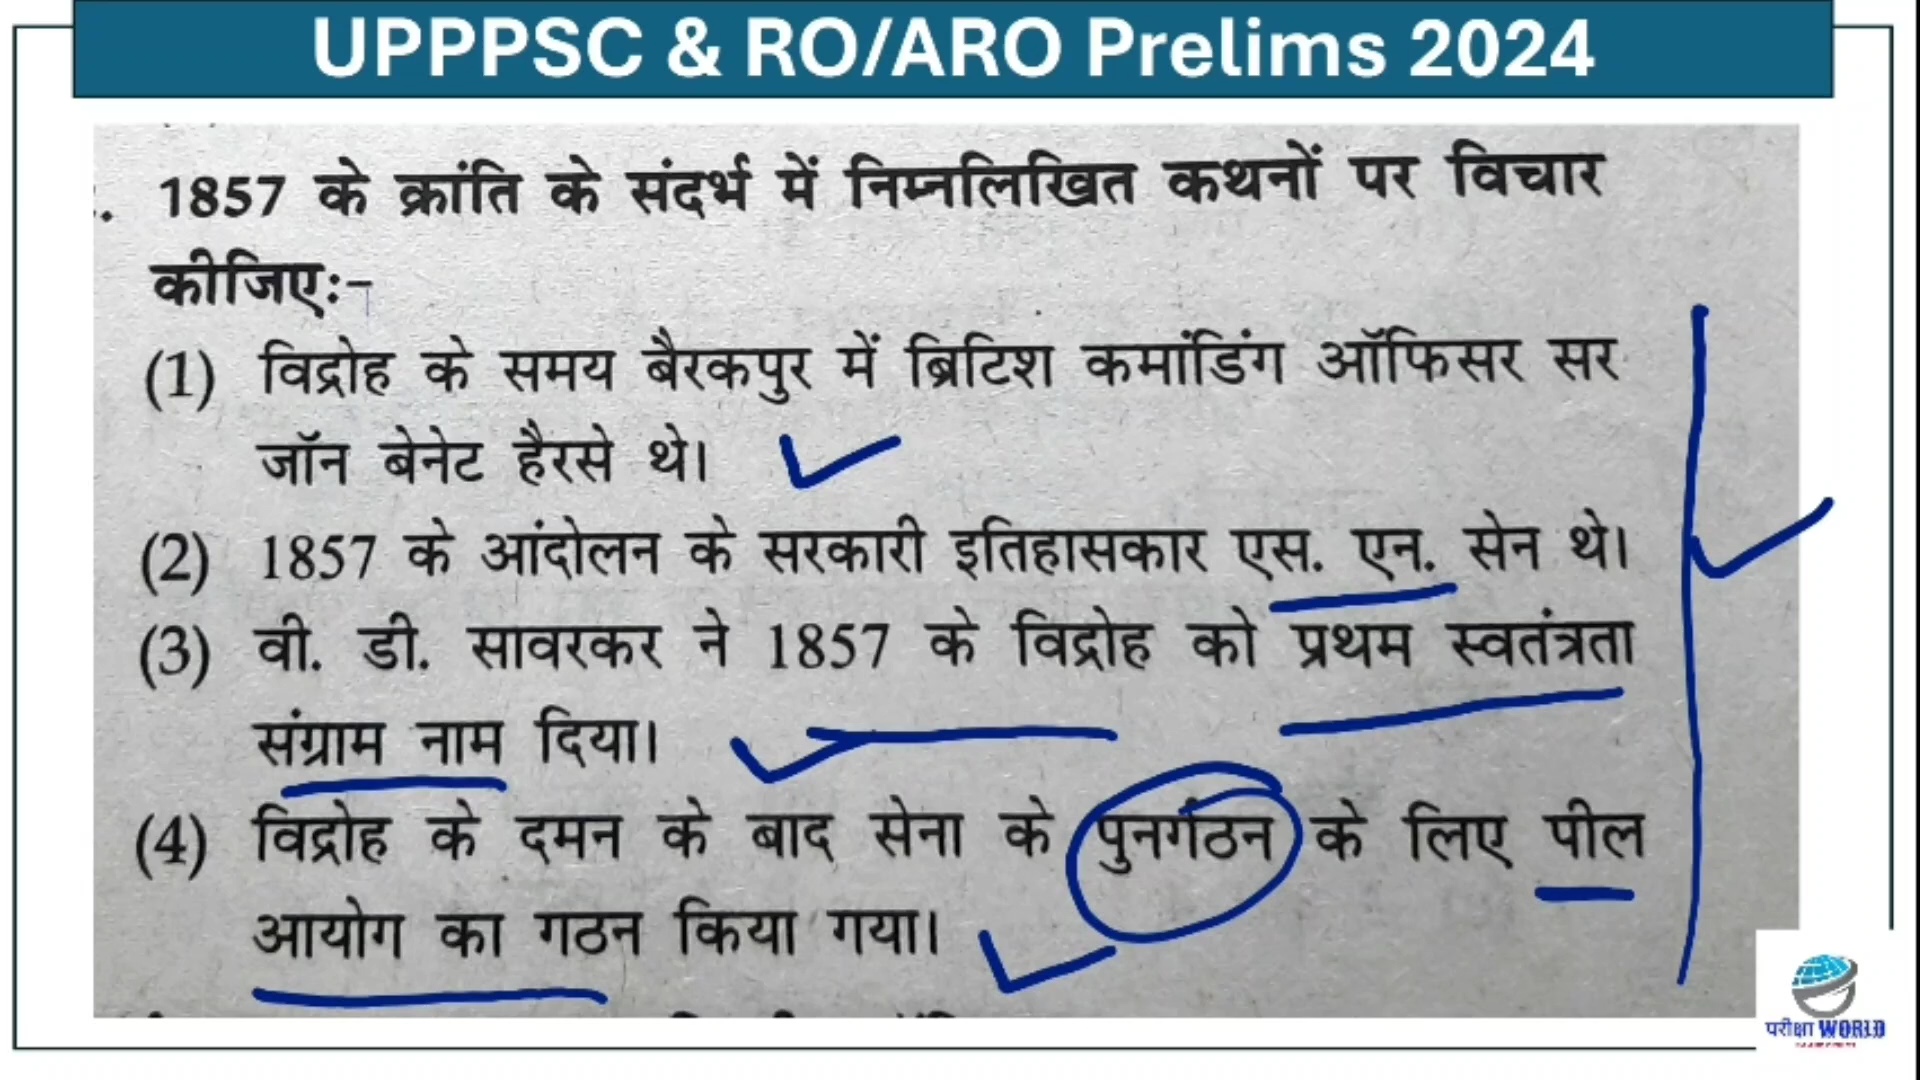 UPPPSC & RO/ARO Prelims 2024
. 1857 के क्रांति के संदर्भ में निम्नलिखित कथनों पर विचार
कीजिए:-
(1) विद्रोह के समय बैरकपुर में ब्रिटिश कमांडिंग ऑफिसर सर
जॉन बेनेट हैरसे थे।
(2) 1857 के आंदोलन के सरकारी इतिहासकार एस. एन. सेन थे।
(3) वी. डी. सावरकर ने 1857 के विद्रोह को प्रथम स्वतंत्रता
संग्राम नाम दिया।
(4) विद्रोह के दमन के बाद सेना के पुनर्गठन के लिए पील
आयोग का गठन किया गया।
परीक्षा WORLD